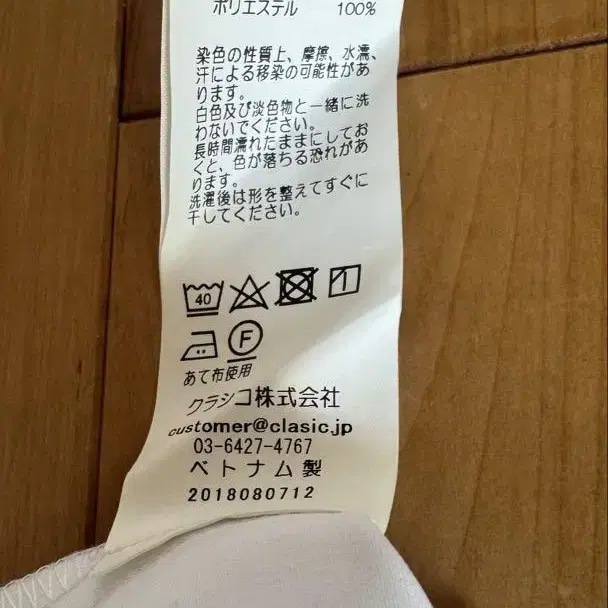 ポリエステル 100%
染色の性質上、摩擦、水濡、
汗による移染の可能性があ
ります。
白色及び淡色物と一緒に洗
わないでください。
長時間濡れたままにしてお
くと、色が落ちる恐れがあ
ります。
洗濯後は形を整えてすぐに
干してください。
40
F
あて布使用
クラシコ株式会社
customer@clasic.jp
03-6427-4767
ベトナム製
2018080712